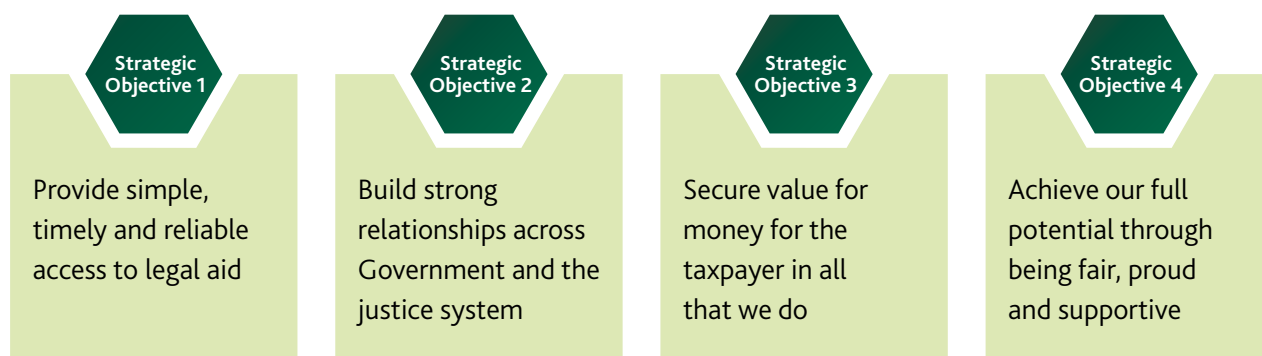 Strategic
Objective 1
Provide simple,
timely and reliable
access to legal aid
Strategic
Objective 2
Build strong
relationships across
Government and the
justice system
Strategic
Objective 3
Secure value for
money for the
taxpayer in all
that we do
Strategic
Objective 4
Achieve our full
potential through
being fair, proud
and supportive